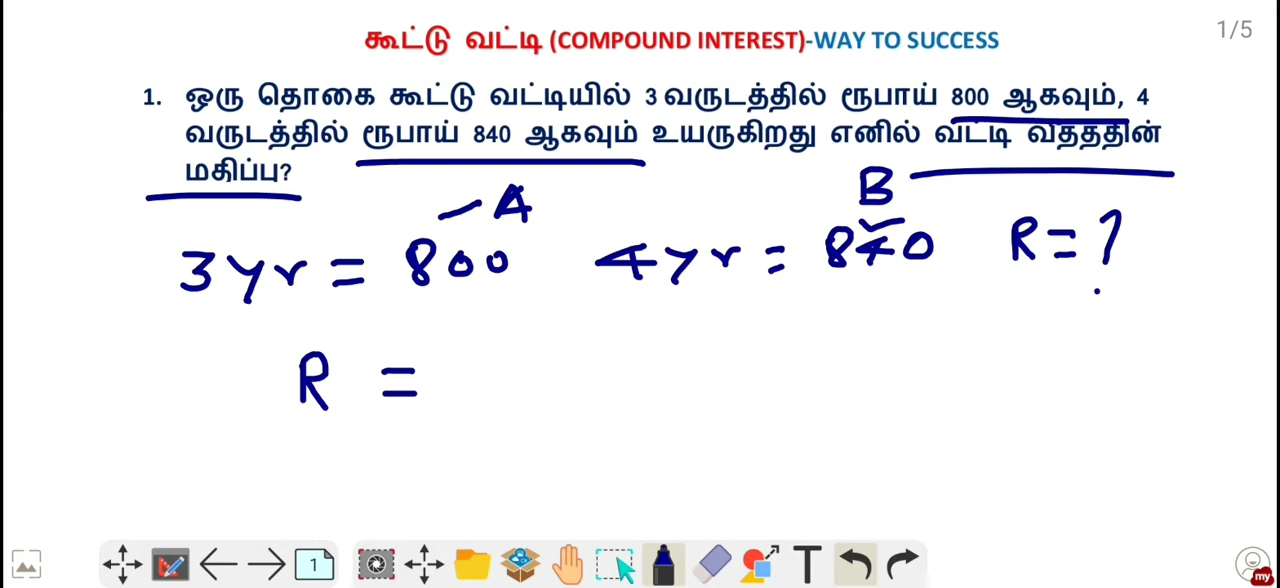 கூட்டு வட்டி (COMPOUND INTEREST)-WAY TO SUCCESS
1/5
1. ஒரு தொகை கூட்டு வட்டியில் 3 வருடத்தில் ரூபாய் 800 ஆகவும், 4
வருடத்தில் ரூபாய் 840 ஆகவும் உயருகிறது எனில் வட்டி வீதத்தின்
மதிப்பு?
- A
B
3yr = 800 4yr = 840 R = ?
R =
1
T
my